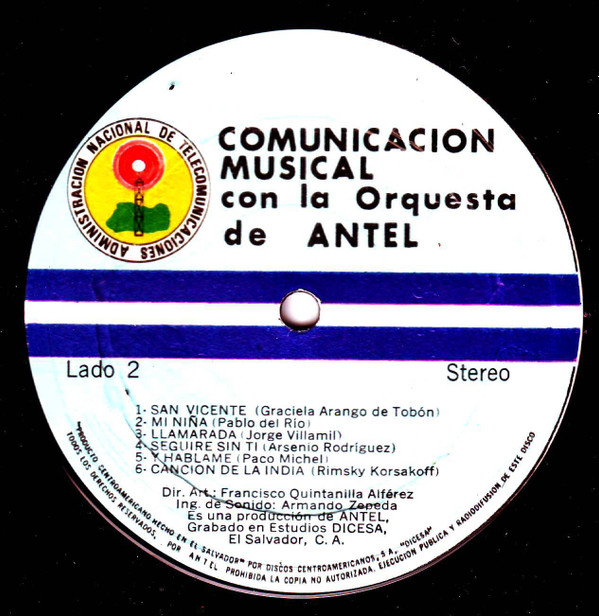 ADMINISTRACION NACIONAL DE TELECOMUNICACIONES
COMUNICACION
MUSICAL
con la Orquesta
de ANTEL
Lado 2
Stereo
1- SAN VICENTE (Graciela Arango de Tobón)
2- MI NIÑA (Pablo del Río)
3- LLAMARADA (Jorge Villamil)
4- SEGUIRE SIN TI (Arsenio Rodríguez)
5- Y HABLAME (Paco Michel)
6- CANCION DE LA INDIA (Rimsky Korsakoff)
Dir. Art.: Francisco Quintanilla Alférez
Ing. de Sonido: Armando Zepeda
Es una producción de ANTEL,
Grabado en Estudios DICESA,
El Salvador, C. A.
"PRODUCTO CENTROAMERICANO HECHO EN EL SALVADOR" POR DISCOS CENTROAMERICANOS, S.A. "DICESA"
TODOS LOS DERECHOS RESERVADOS, POR ANTEL PROHIBIDA LA COPIA NO AUTORIZADA. EJECUCION PUBLICA Y RADIODIFUSION DE ESTE DISCO